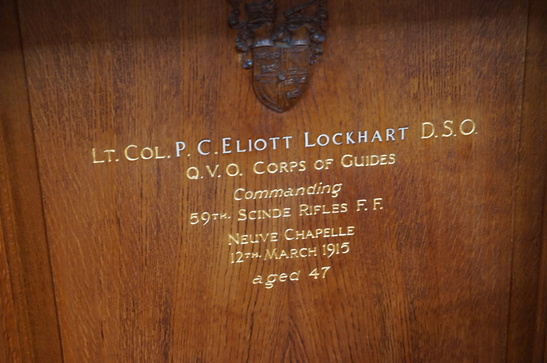 LT. COL. P. C. ELIOTT LOCKHART D.S.O.
Q.V.O. CORPS OF GUIDES
Commanding
59TH. SCINDE RIFLES F. F.
NEUVE CHAPELLE
12TH. MARCH 1915
aged 47